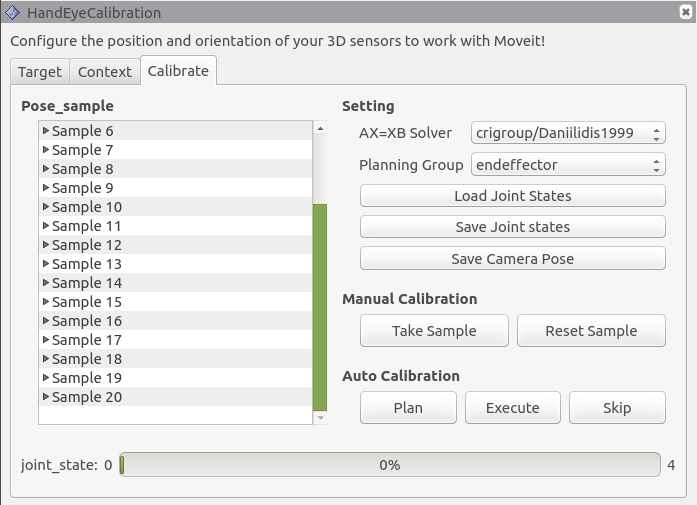 HandEyeCalibration
Configure the position and orientation of your 3D sensors to work with Moveit!
Target Context Calibrate
Pose_sample
Sample 6
Sample 7
Sample 8
Sample 9
Sample 10
Sample 11
Sample 12
Sample 13
Sample 14
Sample 15
Sample 16
Sample 17
Sample 18
Sample 19
Sample 20
Setting
AX=XB Solver crigroup/Daniilidis1999
Planning Group endeffector
Load Joint States
Save Joint states
Save Camera Pose
Manual Calibration
Take Sample Reset Sample
Auto Calibration
Plan Execute Skip
joint_state: 0 0% 4